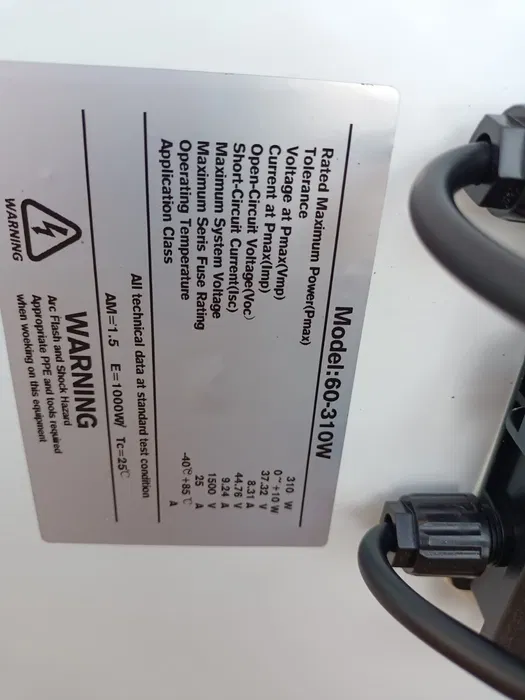 Model:60-310W
Rated Maximum Power(Pmax) 310 W
Tolerance 0~+10 W
Voltage at Pmax(Vmp) 37.32 V
Current at Pmax(Imp) 8.31 A
Open-Circuit Voltage(Voc) 44.76 V
Short-Circuit Current(Isc) 9.24 A
Maximum System Voltage 1500 V
Maximum Seris Fuse Rating 25 A
Operating Temperature -40℃+85℃
Application Class A
All technical data at standard test condition
AM=1.5 E=1000W/ Tc=25℃
WARNING
WARNING
Arc Flash and Shock Hazard
Appropriate PPE and tools required
when woeking on this equipment